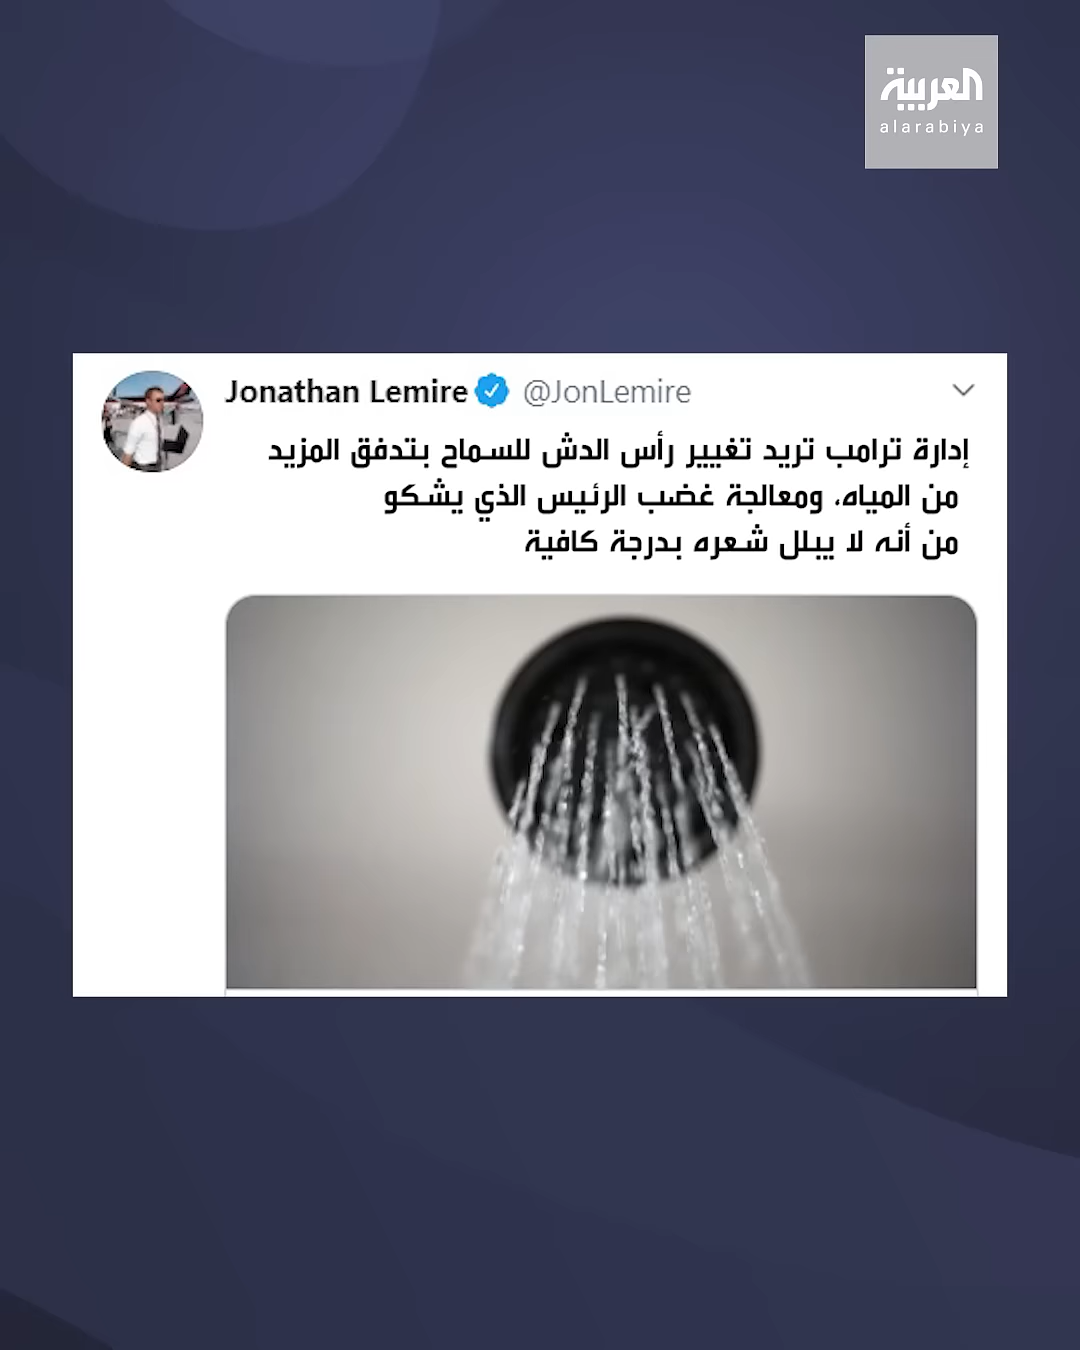 العربية
alarabiya
Jonathan Lemire @JonLemire
إدارة ترامب تريد تغيير رأس الدش للسماح بتدفق المزيد
من المياه، ومعالجة غضب الرئيس الذي يشكو
من أنه لا يبلل شعره بدرجة كافية